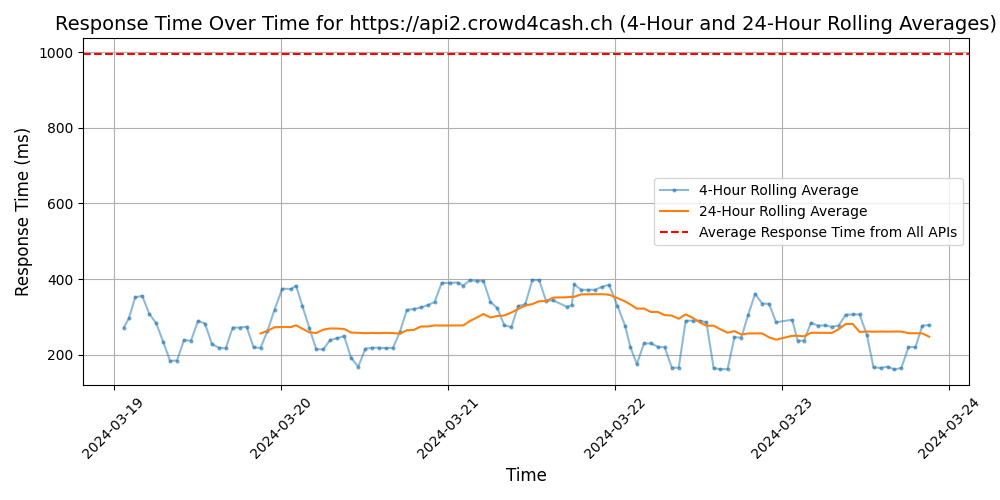 Response Time Over Time for https://api2.crowd4cash.ch (4-Hour and 24-Hour Rolling Averages)
Response Time (ms)
1000
800
600
400
200
4-Hour Rolling Average
24-Hour Rolling Average
Average Response Time from All APIs
2024-03-19
2024-03-20
2024-03-21
2024-03-22
2024-03-23
2024-03-24
Time